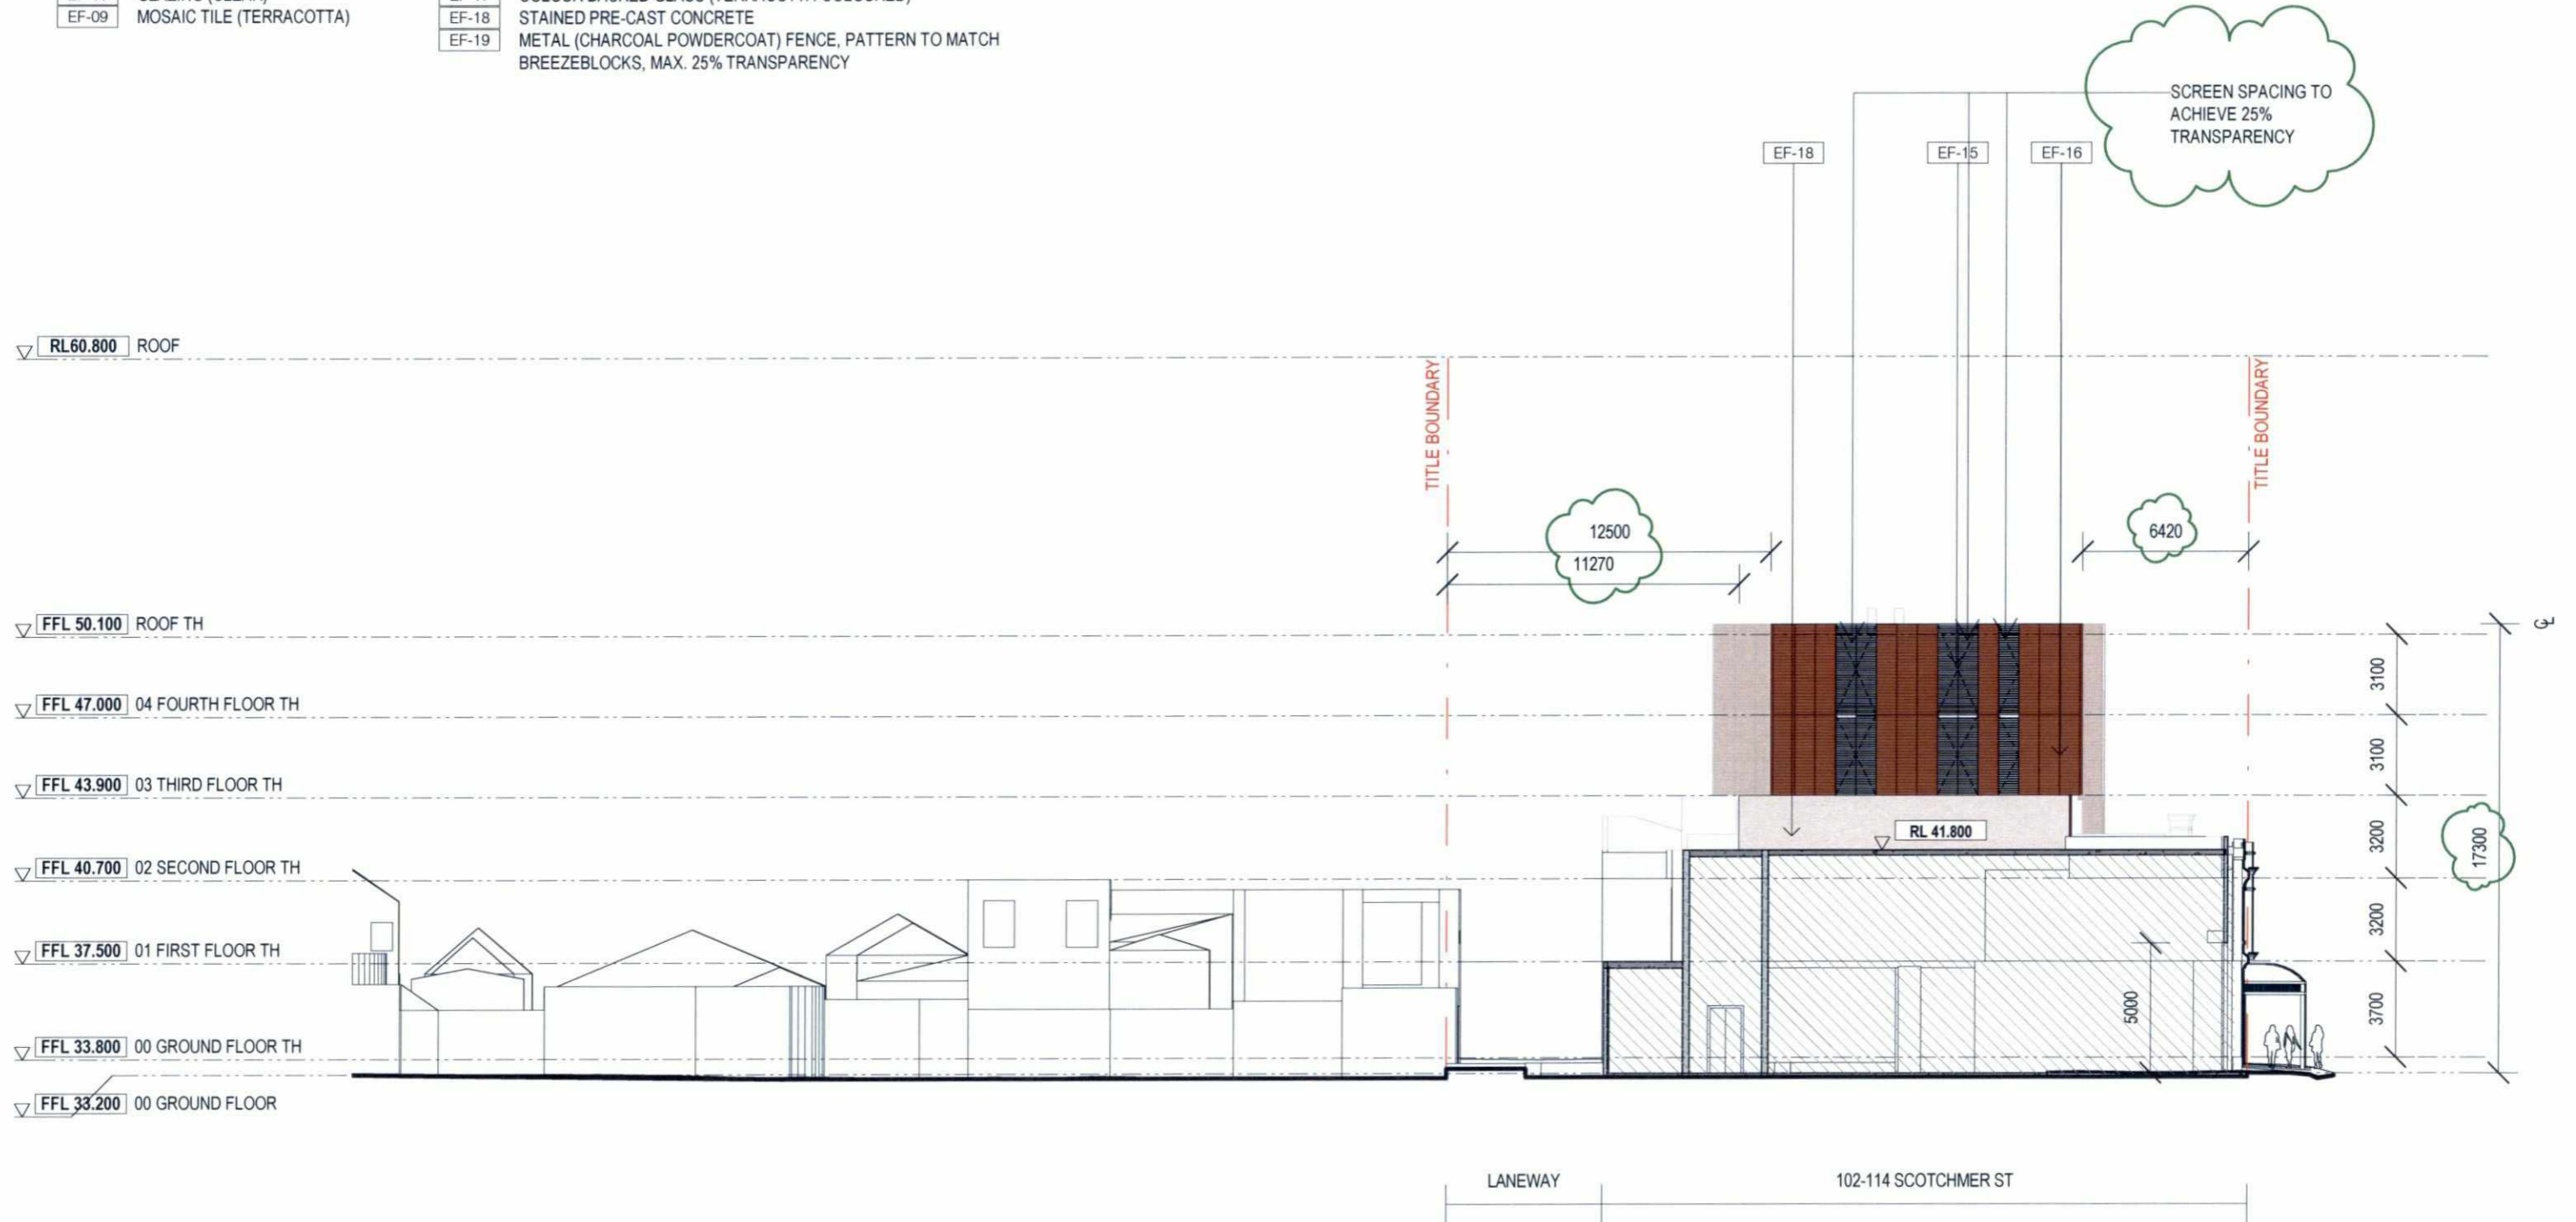 EF-09 MOSAIC TILE (TERRACOTTA)
EF-18 STAINED PRE-CAST CONCRETE
EF-19 METAL (CHARCOAL POWDERCOAT) FENCE, PATTERN TO MATCH
BREEZEBLOCKS, MAX. 25% TRANSPARENCY
SCREEN SPACING TO
ACHIEVE 25%
TRANSPARENCY
EF-18
EF-15
EF-16
RL60.800 ROOF
TITLE BOUNDARY
TITLE BOUNDARY
12500
11270
6420
FFL 50.100 ROOF TH
FFL 47.000 04 FOURTH FLOOR TH
FFL 43.900 03 THIRD FLOOR TH
FFL 40.700 02 SECOND FLOOR TH
FFL 37.500 01 FIRST FLOOR TH
FFL 33.800 00 GROUND FLOOR TH
FFL 33.200 00 GROUND FLOOR
RL 41.800
3100
3100
3200
3200
3700
5000
17300
LANEWAY
102-114 SCOTCHMER ST